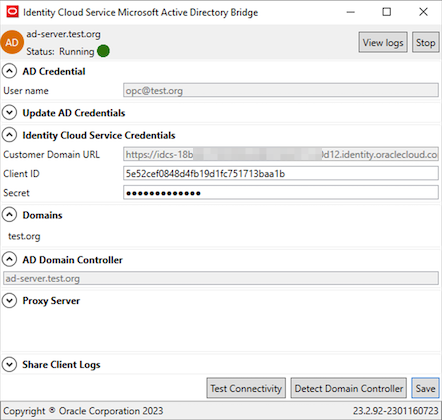 Identity Cloud Service Microsoft Active Directory Bridge
AD
ad-server.test.org
Status: Running
View logs
Stop
AD Credential
User name
opc@test.org
Update AD Credentials
Identity Cloud Service Credentials
Customer Domain URL
https://idcs-18b d12.identity.oraclecloud.co
Client ID
5e52cef0848d4fb19d1fc751713baa1b
Secret
●●●●●●●●●●●●●
Domains
test.org
AD Domain Controller
ad-server.test.org
Proxy Server
Share Client Logs
Test Connectivity
Detect Domain Controller
Save
Copyright ® Oracle Corporation 2023
23.2.92-2301160723